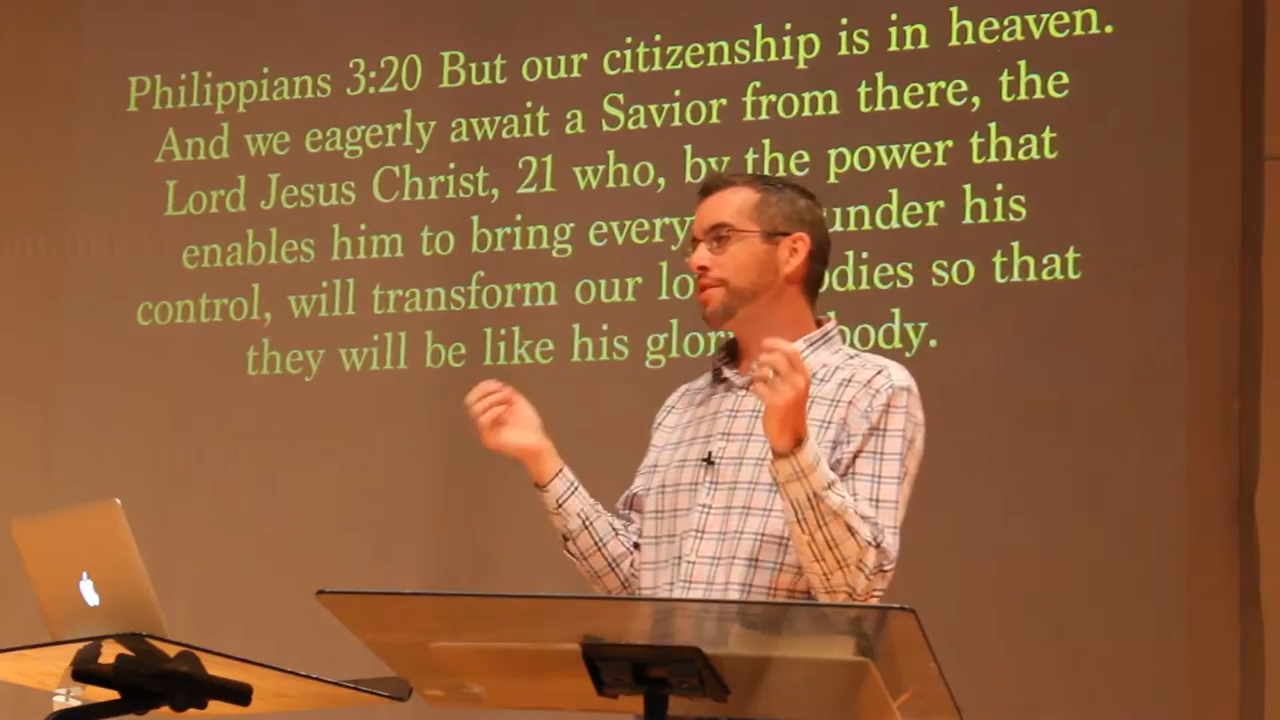 Philippians 3:20 But our citizenship is in heaven.
And we eagerly await a Savior from there, the
Lord Jesus Christ, 21 who, by the power that
enables him to bring every under his
control, will transform our lo odies so that
they will be like his glor body.